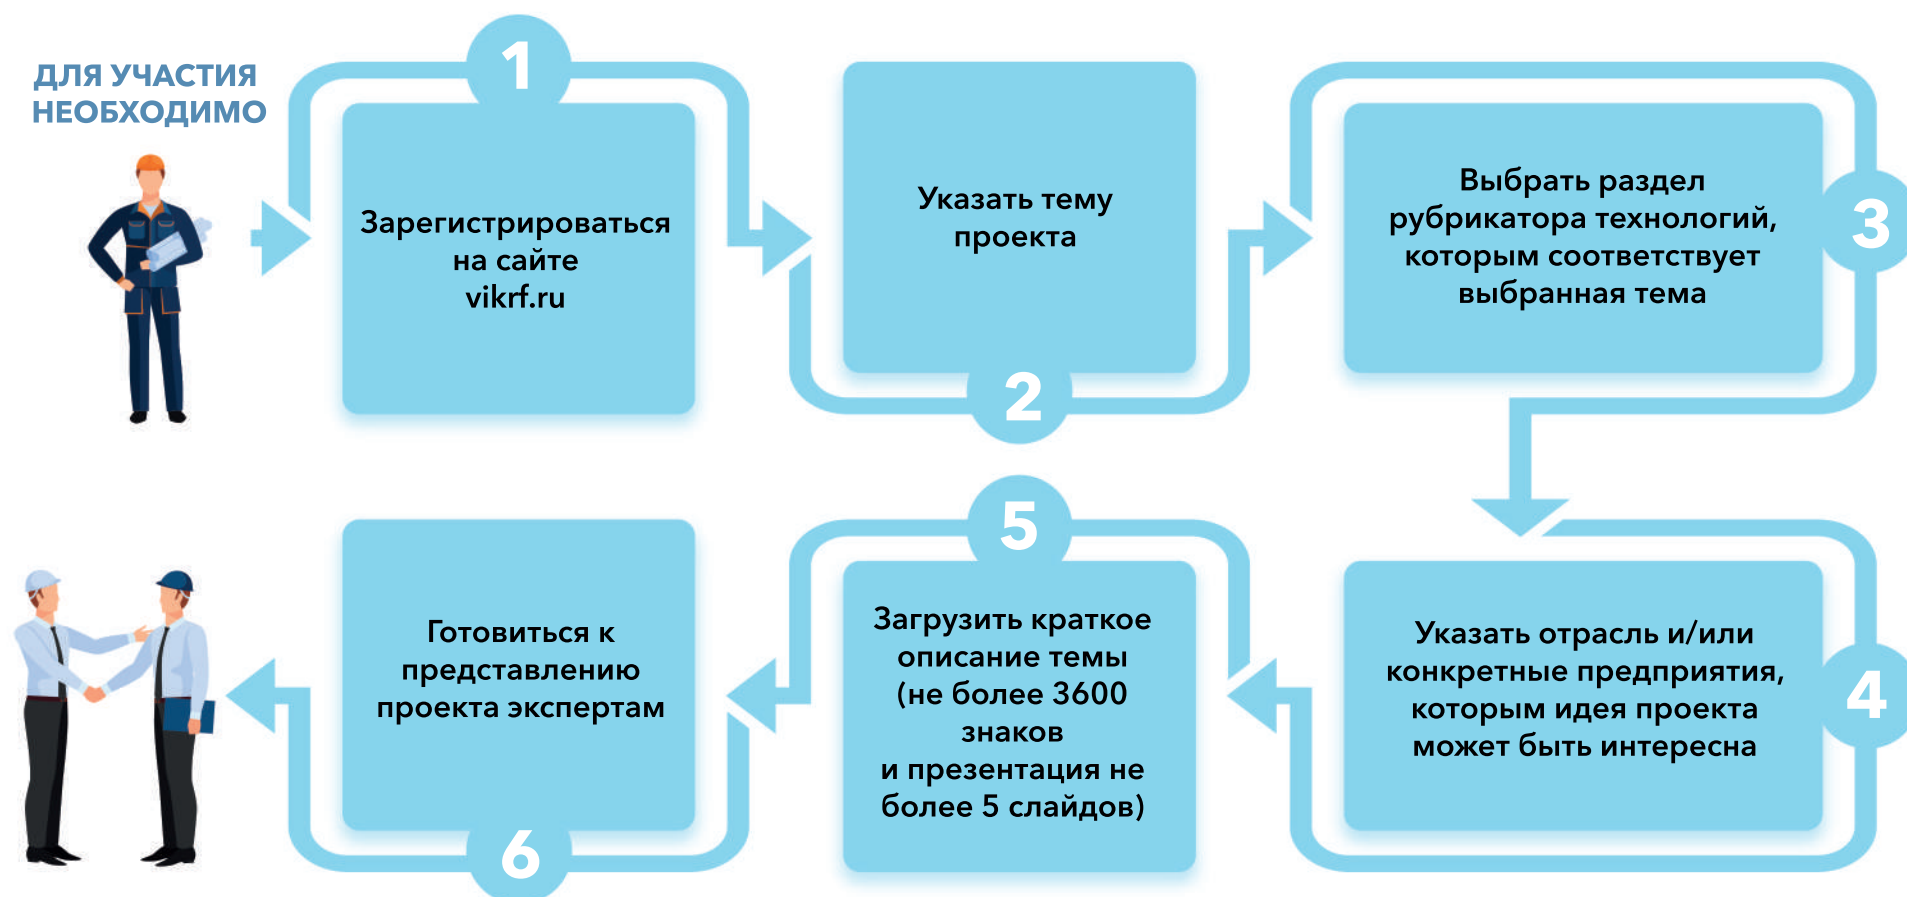 ДЛЯ УЧАСТИЯ
НЕОБХОДИМО
1
Зарегистрироваться
на сайте
vikrf.ru
Указать тему
проекта
2
Выбрать раздел
рубрикатора технологий,
которым соответствует
выбранная тема
3
Указать отрасль и/или
конкретные предприятия,
которым идея проекта
может быть интересна
4
5
Загрузить краткое
описание темы
(не более 3600
знаков
и презентация не
более 5 слайдов)
Готовиться к
представлению
проекта экспертам
6